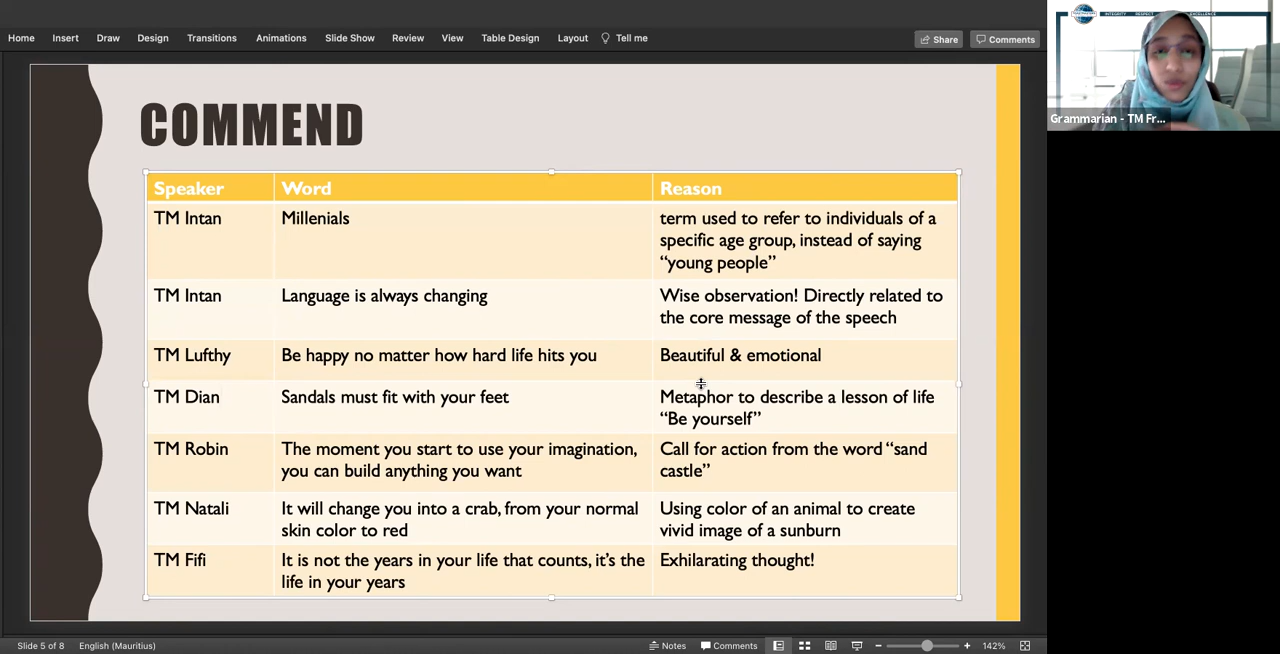 Home Insert Draw Design Transitions Animations Slide Show Review View Table Design Layout Tell me
Share Comments
INTEGRITY RESPECT EXCELLENCE
Grammarian - TM Fr...
COMMEND
Speaker Word Reason
TM Intan Millenials term used to refer to individuals of a
specific age group, instead of saying
“young people”
TM Intan Language is always changing Wise observation! Directly related to
the core message of the speech
TM Lufthy Be happy no matter how hard life hits you Beautiful & emotional
TM Dian Sandals must fit with your feet Metaphor to describe a lesson of life
“Be yourself”
TM Robin The moment you start to use your imagination, Call for action from the word “sand
you can build anything you want castle”
TM Natali It will change you into a crab, from your normal Using color of an animal to create
skin color to red vivid image of a sunburn
TM Fifi It is not the years in your life that counts, it’s the Exhilarating thought!
life in your years
Slide 5 of 8 English (Mauritius) Notes Comments 142%